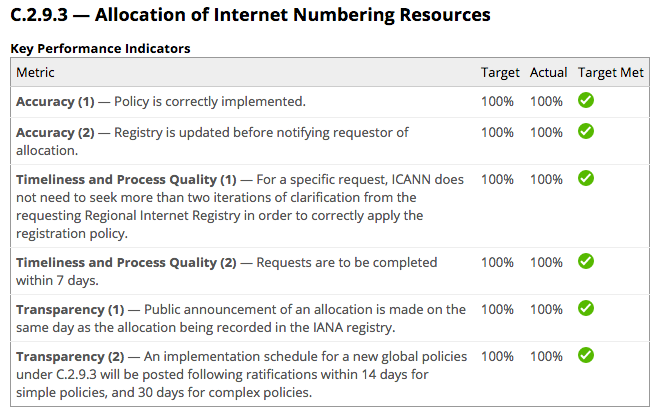 C.2.9.3 — Allocation of Internet Numbering Resources
Key Performance Indicators
Metric Target Actual Target Met
Accuracy (1) — Policy is correctly implemented. 100% 100%
Accuracy (2) — Registry is updated before notifying requestor of 100% 100%
allocation.
Timeliness and Process Quality (1) — For a specific request, ICANN does 100% 100%
not need to seek more than two iterations of clarification from the
requesting Regional Internet Registry in order to correctly apply the
registration policy.
Timeliness and Process Quality (2) — Requests are to be completed 100% 100%
within 7 days.
Transparency (1) — Public announcement of an allocation is made on the 100% 100%
same day as the allocation being recorded in the IANA registry.
Transparency (2) — An implementation schedule for a new global policies 100% 100%
under C.2.9.3 will be posted following ratifications within 14 days for
simple policies, and 30 days for complex policies.